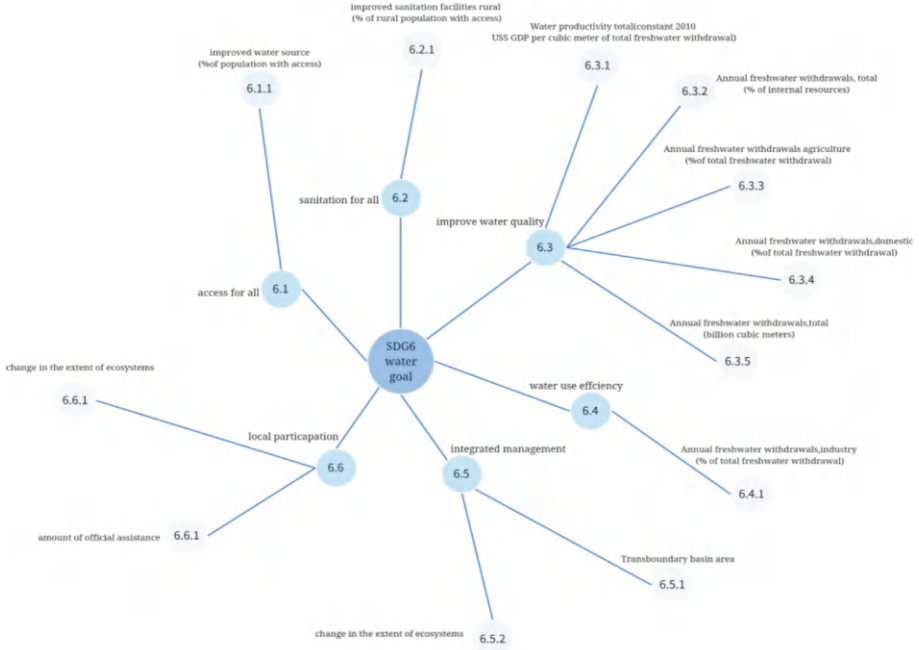 improved sanitation facilities rural
(% of rural population with access)
6.2.1
Water productivity total(constant 2010
USS GDP per cubic meter of total freshwater withdrawal)
6.3.1
improved water source
(%of population with access)
6.1.1
Annual freshwater withdrawals, total
(% of internal resources)
6.3.2
Annual freshwater withdrawals agriculture
(%of total freshwater withdrawal)
6.3.3
sanitation for all
6.2
improve water quality
6.3
Annual freshwater withdrawals,domestic
(%of total freshwater withdrawal)
6.3.4
access for all
6.1
Annual freshwater withdrawals,total
(billion cubic meters)
6.3.5
SDG6
water
goal
change in the extent of ecosystems
6.6.1
water use effciency
6.4
local particapation
6.6
integrated management
6.5
Annual freshwater withdrawals,industry
(% of total freshwater withdrawal)
6.4.1
amount of official assistance
6.6.1
Transboundary basin area
6.5.1
change in the extent of ecosystems
6.5.2